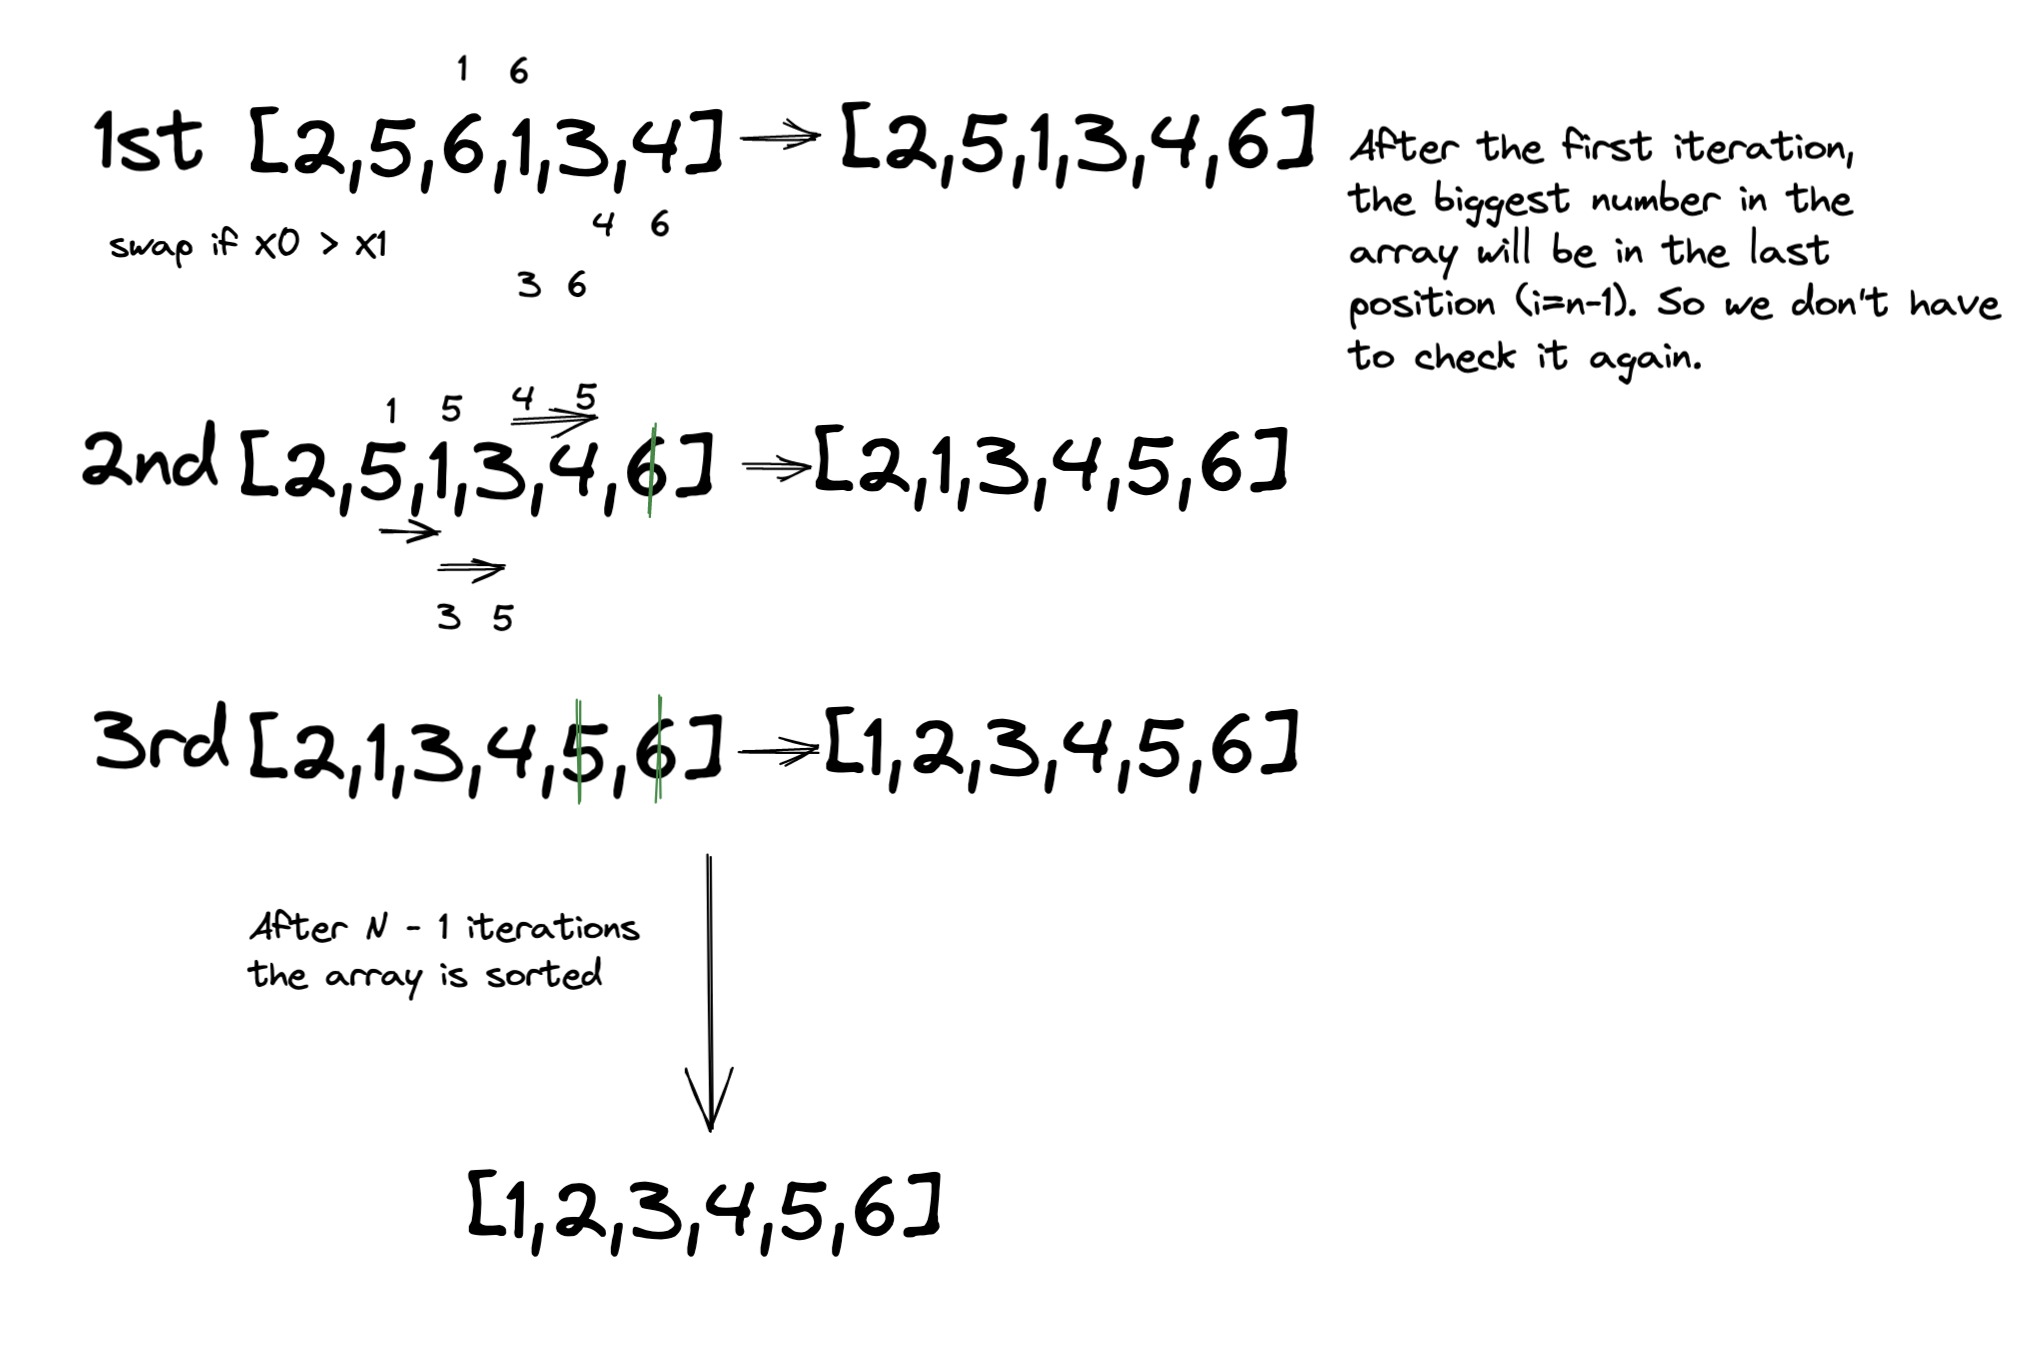 1 6
1st [2,5,6,1,3,4] → [2,5,1,3,4,6]
After the first iteration,
the biggest number in the
array will be in the last
position (i=n-1). So we don't have
to check it again.
swap if x0 > x1
4 6
3 6
1 5 4 5
2nd [2,5,1,3,4,6] → [2,1,3,4,5,6]
3 5
3rd [2,1,3,4,5,6] → [1,2,3,4,5,6]
After N - 1 iterations
the array is sorted
[1,2,3,4,5,6]